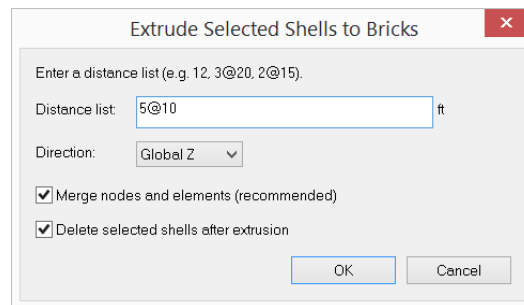 Extrude Selected Shells to Bricks
Enter a distance list (e.g. 12, 3@20, 2@15).
Distance list: 5@10 ft
Direction: Global Z
Merge nodes and elements (recommended)
Delete selected shells after extrusion
OK Cancel